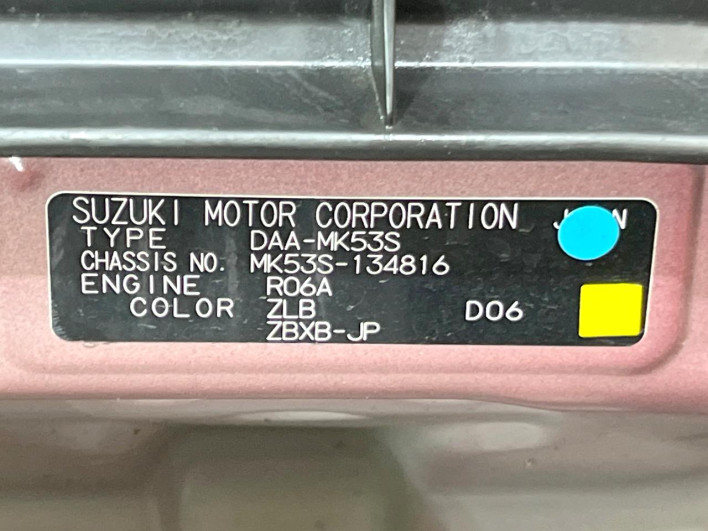 SUZUKI MOTOR CORPORATION
TYPE DAA-MK53S
CHASSIS NO. MK53S-134816
ENGINE R06A
COLOR ZLB D06
ZBXB-JP